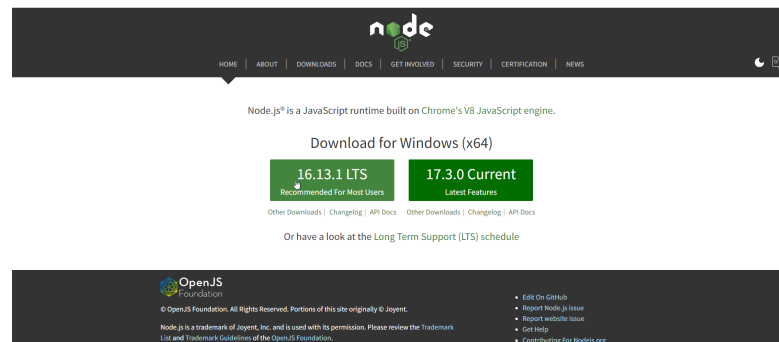 node
JS
HOME | ABOUT | DOWNLOADS | DOCS | GET INVOLVED | SECURITY | CERTIFICATION | NEWS
Node.js® is a JavaScript runtime built on Chrome's V8 JavaScript engine.
Download for Windows (x64)
16.13.1 LTS
Recommended For Most Users
17.3.0 Current
Latest Features
Other Downloads | Changelog | API Docs
Other Downloads | Changelog | API Docs
Or have a look at the Long Term Support (LTS) schedule
OpenJS
Foundation
© OpenJS Foundation. All Rights Reserved. Portions of this site originally © Joyent.
Node.js is a trademark of Joyent, Inc. and is used with its permission. Please review the Trademark
List and Trademark Guidelines of the OpenJS Foundation.
• Edit On GitHub
• Report Node.js issue
• Report website issue
• Get Help
• Contributing For Nodejs.org